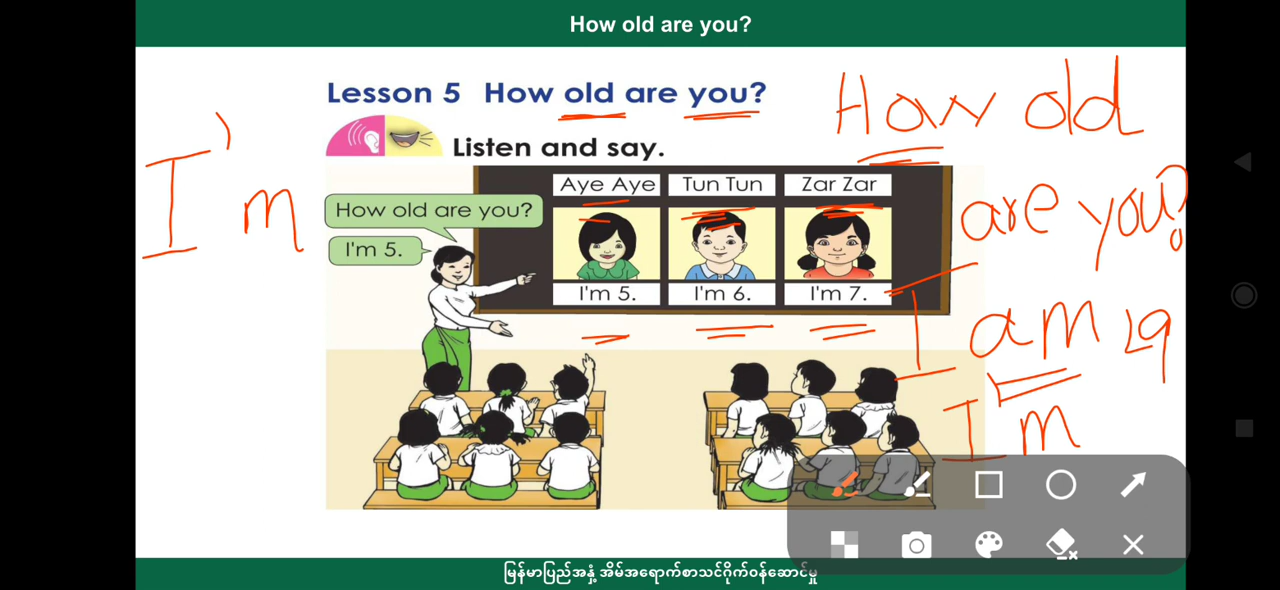 How old are you?
Lesson 5 How old are you?
Listen and say.
How old are you?
I'm 5.
Aye Aye
Tun Tun
Zar Zar
I'm 5.
I'm 6.
I'm 7.
I'm
How old
are you?
I am
I m
မြန်မာပြည်အနှံ့ အိမ်အရောက်စာသင်ဂိုက်ဝန်ဆောင်မှု